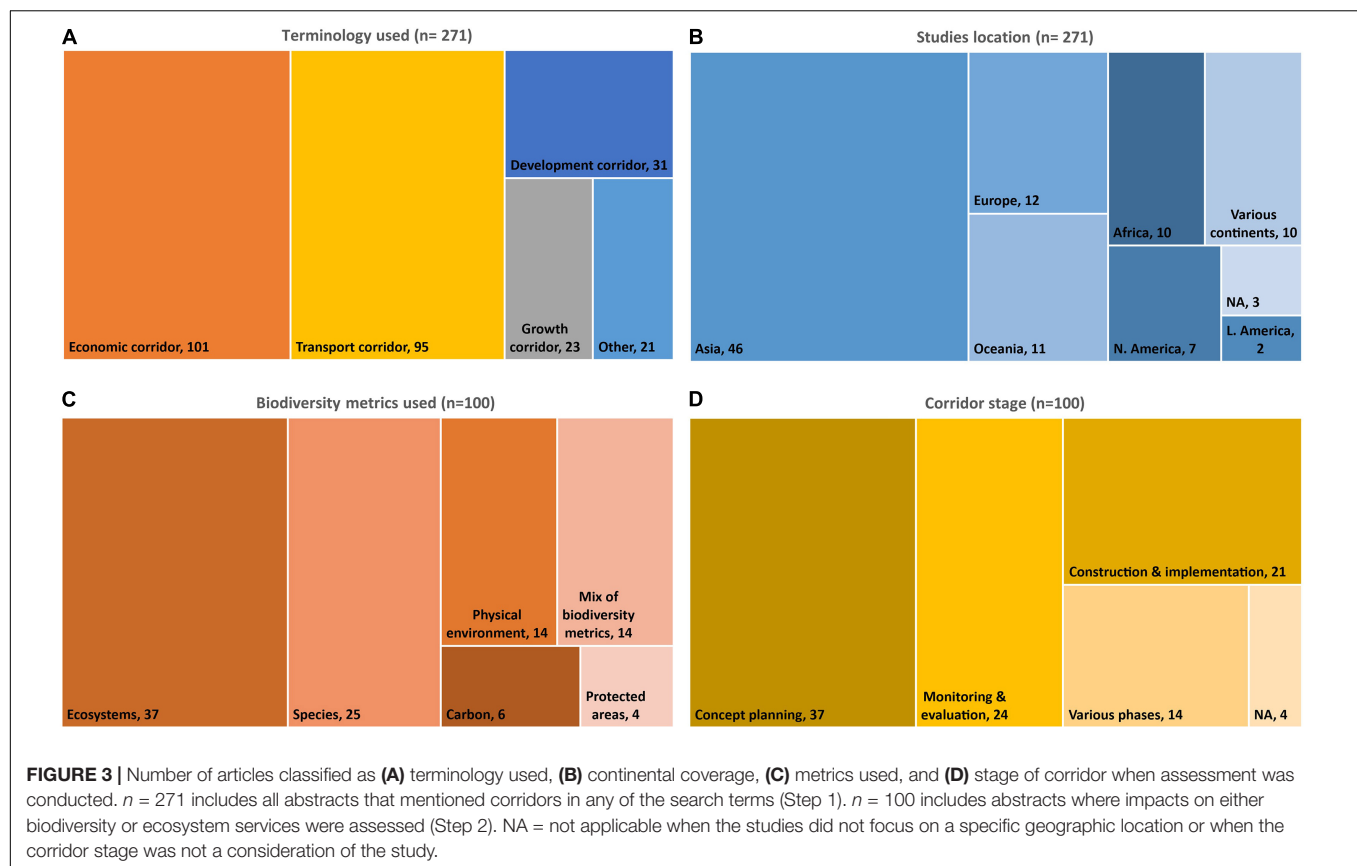 A
Terminology used (n= 271)
Economic corridor, 101
Transport corridor, 95
Development corridor, 31
Growth
corridor, 23
Other, 21
B
Studies location (n= 271)
Asia, 46
Europe, 12
Oceania, 11
Africa, 10
Various
continents, 10
N. America, 7
NA, 3
L. America,
2
C
Biodiversity metrics used (n=100)
Ecosystems, 37
Species, 25
Physical
environment, 14
Mix of
biodiversity
metrics, 14
Carbon, 6
Protected
areas, 4
D
Corridor stage (n=100)
Concept planning, 37
Monitoring &
evaluation, 24
Construction & implementation, 21
Various phases, 14
NA, 4
FIGURE 3 | Number of articles classified as (A) terminology used, (B) continental coverage, (C) metrics used, and (D) stage of corridor when assessment was
conducted. n = 271 includes all abstracts that mentioned corridors in any of the search terms (Step 1). n = 100 includes abstracts where impacts on either
biodiversity or ecosystem services were assessed (Step 2). NA = not applicable when the studies did not focus on a specific geographic location or when the
corridor stage was not a consideration of the study.